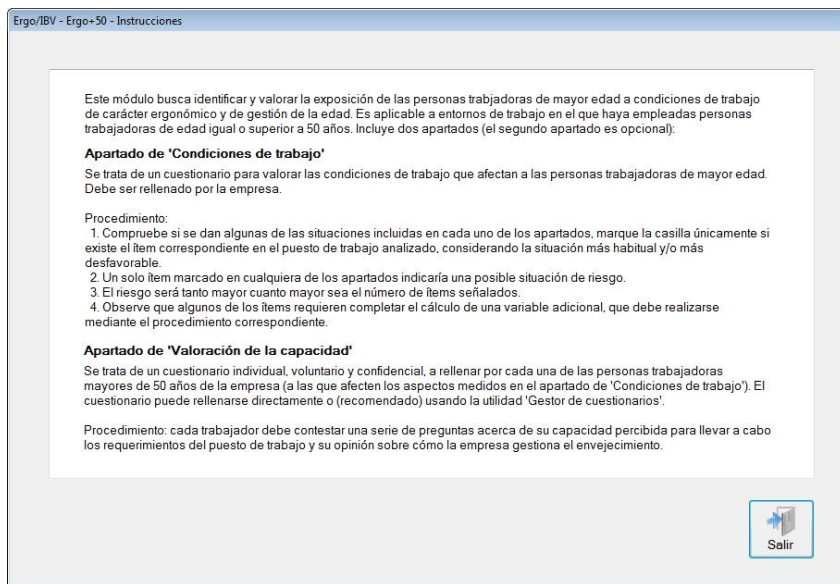 Ergo/IBV - Ergo+50 - Instrucciones
Este módulo busca identificar y valorar la exposición de las personas trabjadoras de mayor edad a condiciones de trabajo
de carácter ergonómico y de gestión de la edad. Es aplicable a entornos de trabajo en el que haya empleadas personas
trabajadoras de edad igual o superior a 50 años. Incluye dos apartados (el segundo apartado es opcional):
Apartado de 'Condiciones de trabajo'
Se trata de un cuestionario para valorar las condiciones de trabajo que afectan a las personas trabajadoras de mayor edad.
Debe ser rellenado por la empresa.
Procedimiento:
1. Compruebe si se dan algunas de las situaciones incluidas en cada uno de los apartados, marque la casilla únicamente si
existe el ítem correspondiente en el puesto de trabajo analizado, considerando la situación más habitual y/o más
desfavorable.
2. Un solo ítem marcado en cualquiera de los apartados indicaría una posible situación de riesgo.
3. El riesgo será tanto mayor cuanto mayor sea el número de ítems señalados.
4. Observe que algunos de los ítems requieren completar el cálculo de una variable adicional, que debe realizarse
mediante el procedimiento correspondiente.
Apartado de 'Valoración de la capacidad'
Se trata de un cuestionario individual, voluntario y confidencial, a rellenar por cada una de las personas trabajadoras
mayores de 50 años de la empresa (a las que afecten los aspectos medidos en el apartado de 'Condiciones de trabajo'). El
cuestionario puede rellenarse directamente o (recomendado) usando la utilidad 'Gestor de cuestionarios'.
Procedimiento: cada trabajador debe contestar una serie de preguntas acerca de su capacidad percibida para llevar a cabo
los requerimientos del puesto de trabajo y su opinión sobre cómo la empresa gestiona el envejecimiento.
Salir